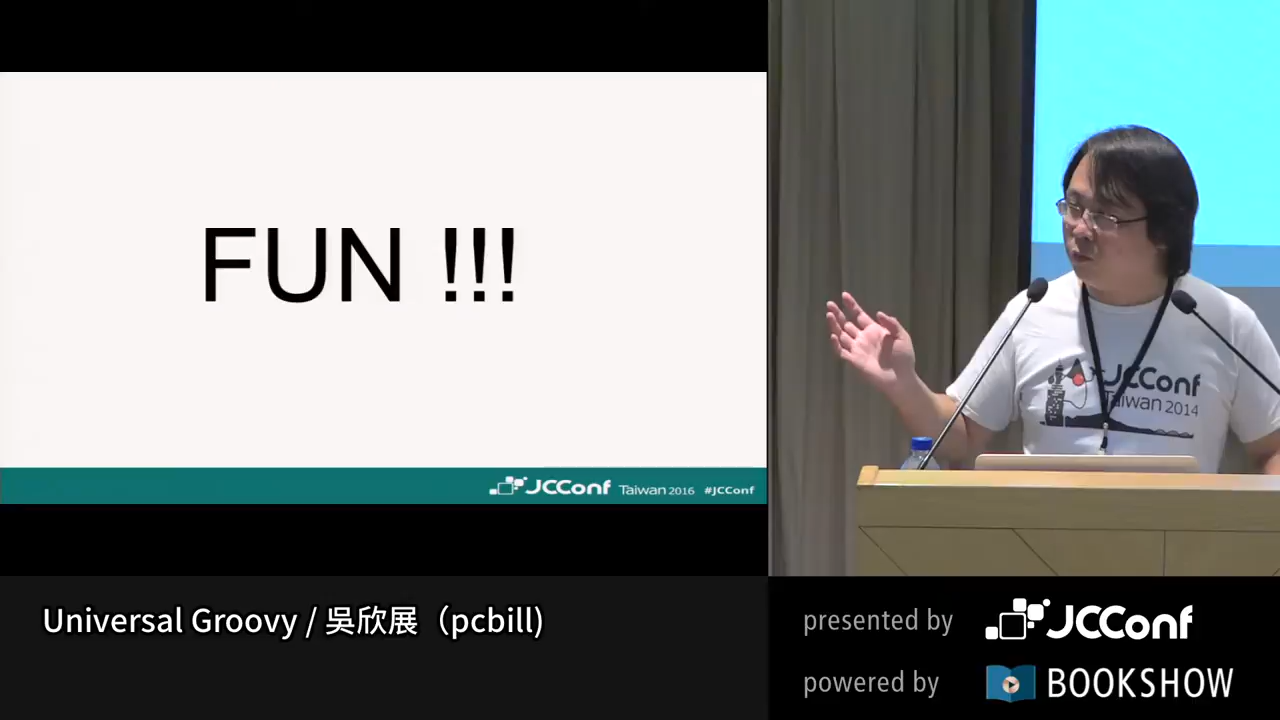 FUN !!!
JCConf Taiwan 2016 #JCConf
JCConf
Taiwan 2014
Universal Groovy / 吳欣展（pcbill)
presented by JCConf
powered by BOOKSHOW